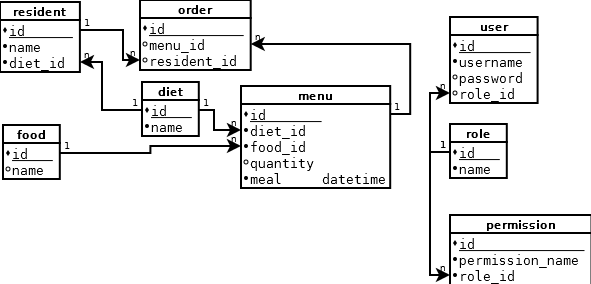 resident
id
name
diet_id
order
id
menu_id
resident_id
diet
id
name
food
id
name
menu
id
diet_id
food_id
quantity
meal datetime
user
id
username
password
role_id
role
id
name
permission
id
permission_name
role_id
1
n
n
n
1
1
n
1
n
1
n
1
n